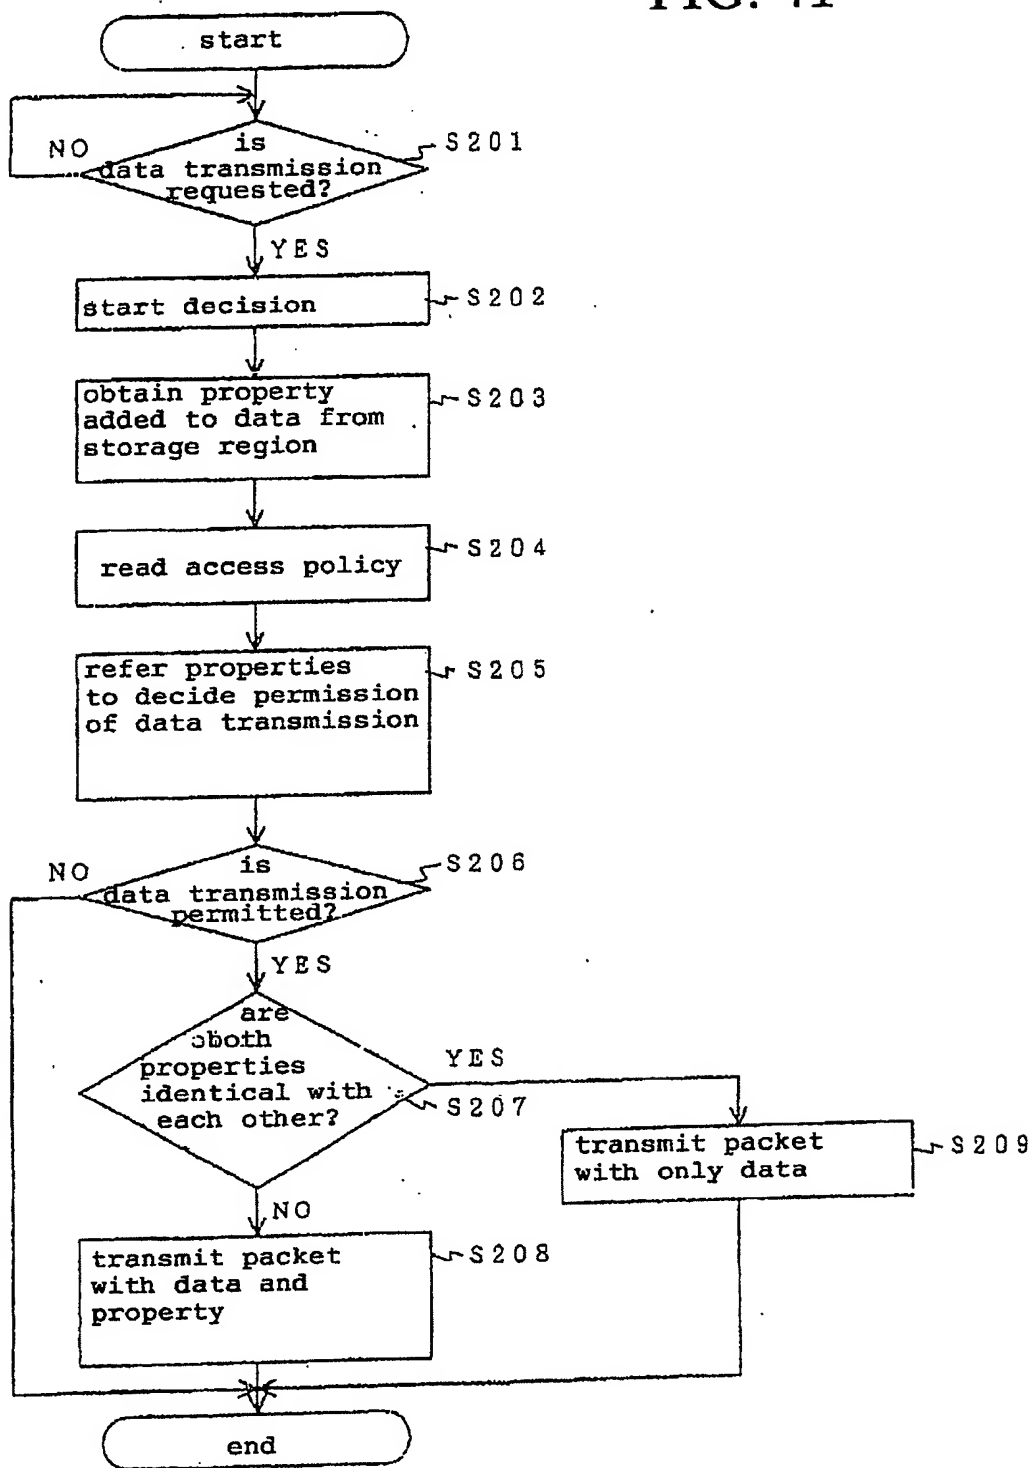 start
NO
is
data transmission
requested?
S201
YES
start decision
S202
obtain property
added to data from
storage region
S203
read access policy
S204
refer properties
to decide permission
of data transmission
S205
NO
is
data transmission
permitted?
S206
YES
are
both
properties
identical with
each other?
S207
YES
transmit packet
with only data
S209
NO
transmit packet
with data and
property
S208
end